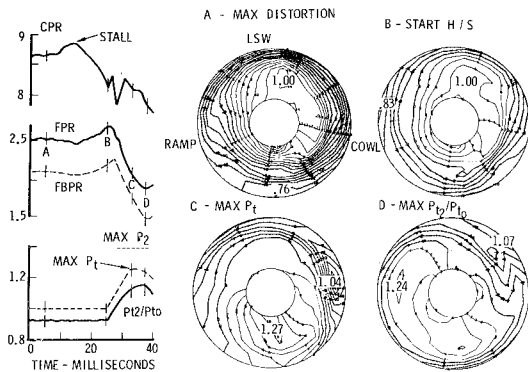 CPR
STALL
9
8
FPR
A
B
2.5
FBPR
C
D
1.5
MAX P2
MAX Pt
1.2
Pt2/Pto
0.8
0
20
40
TIME - MILLISECONDS
A - MAX DISTORTION
LSW
1.00
RAMP
COWL
.76
B - START H/S
1.00
.83
C - MAX Pt
1.04
1.27
D - MAX Pt2/Pto
1.07
1.24